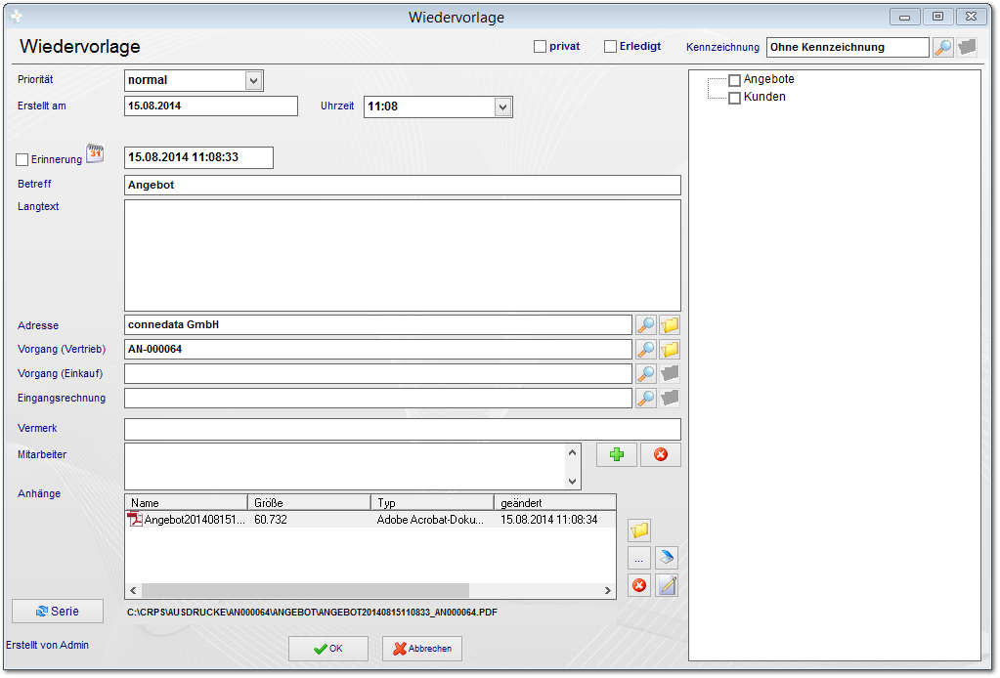 Wiedervorlage
Wiedervorlage
privat
Erledigt
Kennzeichnung
Ohne Kennzeichnung
Priorität
normal
Erstellt am
15.08.2014
Uhrzeit
11:08
Erinnerung
31
15.08.2014 11:08:33
Betreff
Angebot
Langtext
Adresse
connedata GmbH
Vorgang (Vertrieb)
AN-000064
Vorgang (Einkauf)
Eingangsrechnung
Vermerk
Mitarbeiter
Anhänge
Name Größe Typ geändert
Angebot201408151... 60.732 Adobe Acrobat-Doku... 15.08.2014 11:08:34
...
Serie
C:\CRPS\AUSDRUCKE\AN000064\ANGEBOT\ANGEBOT20140815110833_AN000064.PDF
Erstellt von Admin
OK
Abbrechen
Angebote
Kunden